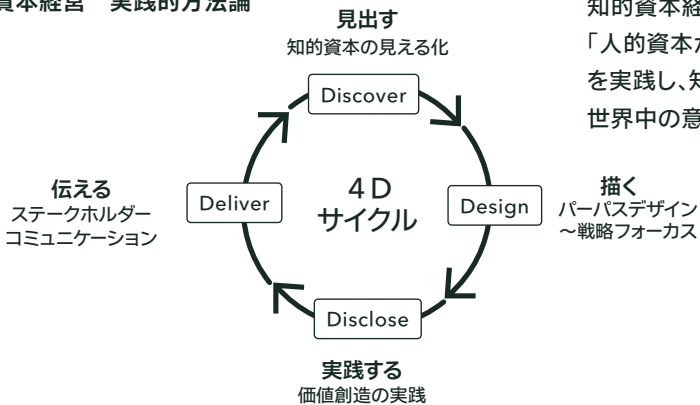 資本経営 実践的方法論
見出す
知的資本の見える化
Discover
知的資本経
「人的資本が
を実践し、知
世界中の意
伝える
ステークホルダー
コミュニケーション
Deliver
4D
サイクル
Design
描く
パーパスデザイン
～戦略フォーカス
Disclose
実践する
価値創造の実践